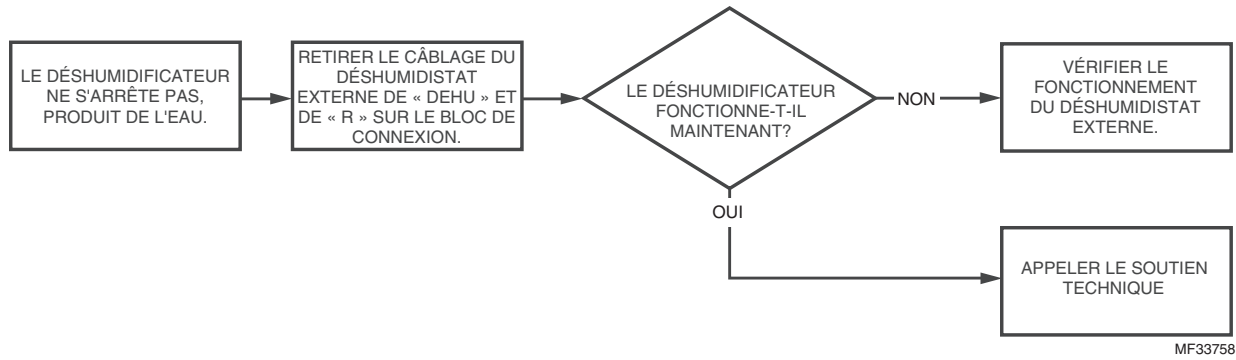 LE DÉSHUMIDIFICATEUR
NE S'ARRÊTE PAS,
PRODUIT DE L'EAU.
RETIRER LE CÂBLAGE DU
DÉSHUMIDISTAT
EXTERNE DE « DEHU » ET
DE « R » SUR LE BLOC DE
CONNEXION.
LE DÉSHUMIDIFICATEUR
FONCTIONNE-T-IL
MAINTENANT?
NON
VÉRIFIER LE
FONCTIONNEMENT
DU DÉSHUMIDISTAT
EXTERNE.
OUI
APPELER LE SOUTIEN
TECHNIQUE
MF33758